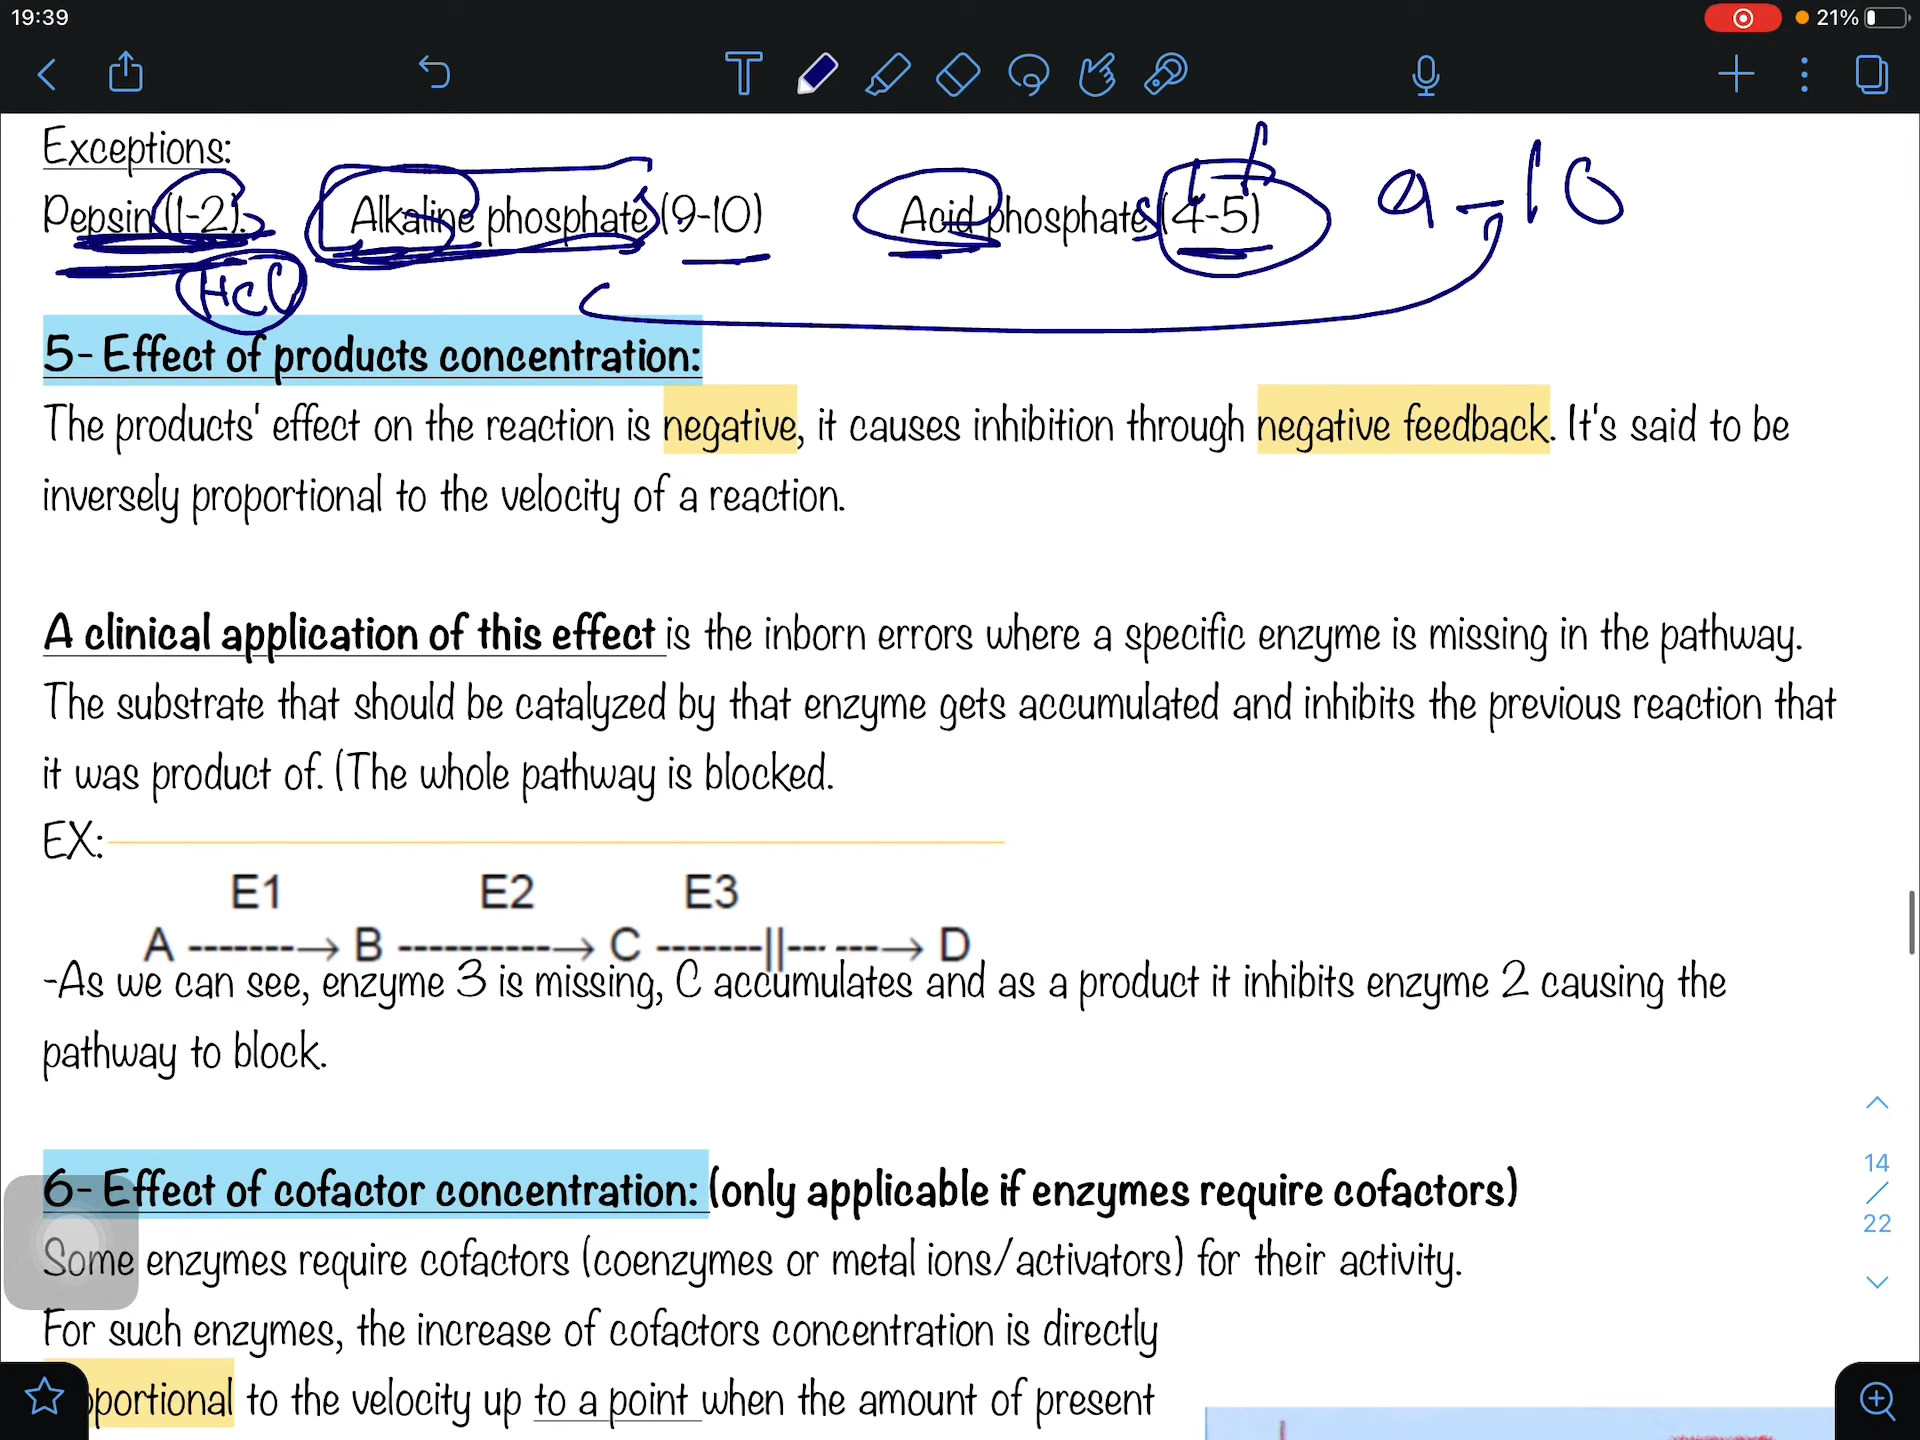 19:39
21%
Exceptions:
Pepsin (1-2). Alkaline phosphate (9-10) Acid phosphate (4-5) 9-10
s s
HCl
5- Effect of products concentration:
The products' effect on the reaction is negative, it causes inhibition through negative feedback. It's said to be
inversely proportional to the velocity of a reaction.
A clinical application of this effect is the inborn errors where a specific enzyme is missing in the pathway.
The substrate that should be catalyzed by that enzyme gets accumulated and inhibits the previous reaction that
it was product of. (The whole pathway is blocked.
EX:
E1 E2 E3
A -------→ B ----------→ C -------||--- ---→ D
-As we can see, enzyme 3 is missing, C accumulates and as a product it inhibits enzyme 2 causing the
pathway to block.
6- Effect of cofactor concentration: (only applicable if enzymes require cofactors)
Some enzymes require cofactors (coenzymes or metal ions/activators) for their activity.
For such enzymes, the increase of cofactors concentration is directly
portional to the velocity up to a point when the amount of present
14
/
22